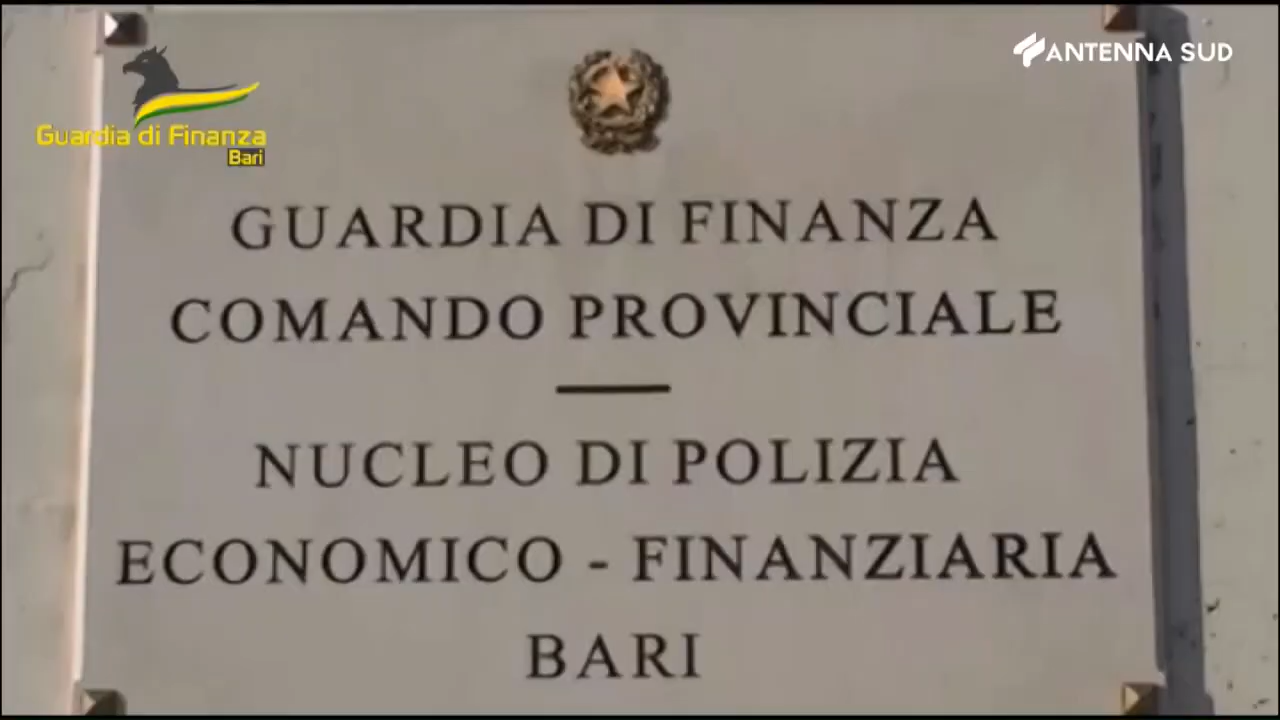 ANTENNA SUD
Guardia di Finanza
Bari
GUARDIA DI FINANZA
COMANDO PROVINCIALE
NUCLEO DI POLIZIA
ECONOMICO - FINANZIARIA
BARI